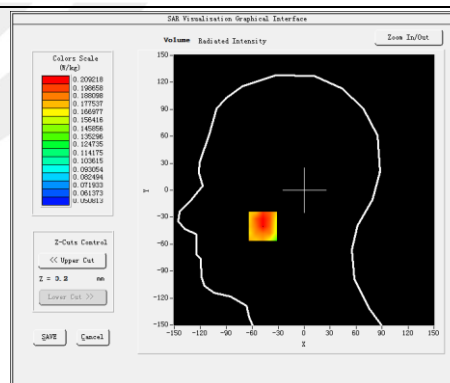 SAR Visualisation Graphical Interface
Volume Radiated Intensity
Zoom In/Out
Colors Scale
(W/kg)
0.209218
0.198658
0.188098
0.177537
0.166977
0.156416
0.145856
0.135296
0.124735
0.114175
0.103615
0.093054
0.082494
0.071933
0.061373
0.050813
Z-Cuts Control
<< Upper Cut
Z = 3.2 mm
Lower Cut >>
SAVE Cancel
150
120
90
60
30
0
-30
-60
-90
-120
-150
Y
-150 -120 -90 -60 -30 0 30 60 90 120 150
X